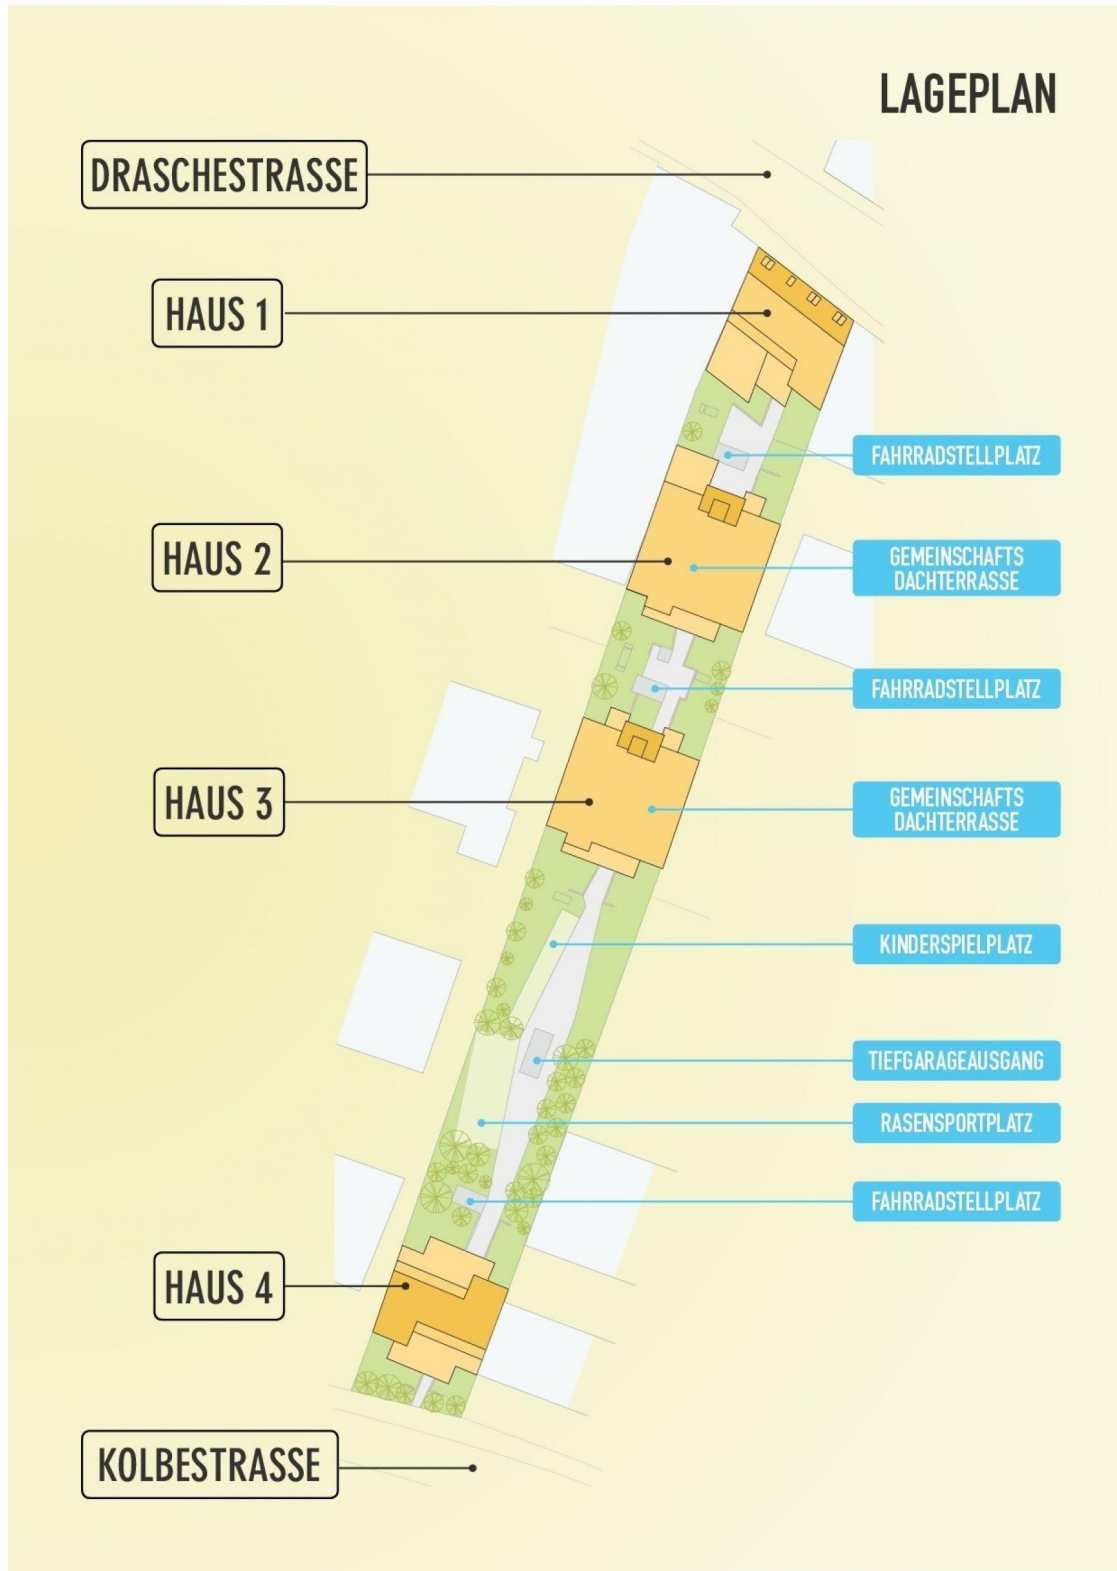 LAGEPLAN
DRASCHESTRASSE
HAUS 1
FAHRRADSTELLPLATZ
HAUS 2
GEMEINSCHAFTS
DACHTERRASSE
FAHRRADSTELLPLATZ
HAUS 3
GEMEINSCHAFTS
DACHTERRASSE
KINDERSPIELPLATZ
TIEFGARAGEAUSGANG
RASENSPORTPLATZ
FAHRRADSTELLPLATZ
HAUS 4
KOLBESTRASSE